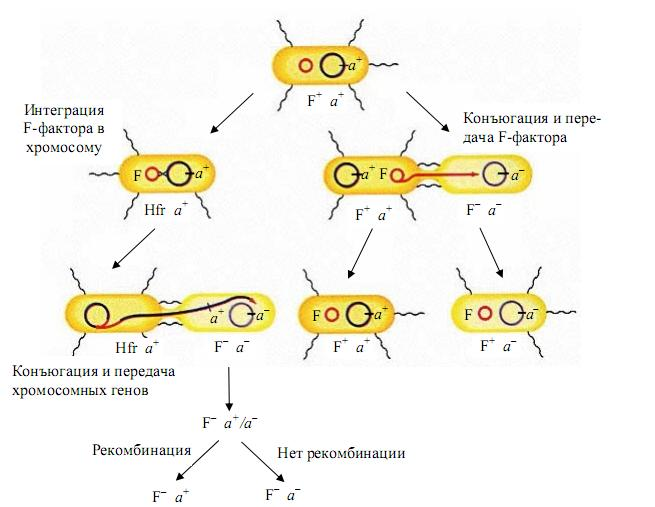 a⁺
F⁺ a⁺
Интеграция
F-фактора в
хромосому
Конъюгация и пере-
дача F-фактора
F a⁺
Hfr a⁺
a⁺ F a⁻
F⁺ a⁺ F⁻ a⁻
a⁺ a⁻
Hfr a⁺ F⁻ a⁻
F a⁺
F⁺ a⁺
F a⁻
F⁺ a⁻
Конъюгация и передача
хромосомных генов
F⁻ a⁺/a⁻
Рекомбинация
Нет рекомбинации
F⁻ a⁺
F⁻ a⁻